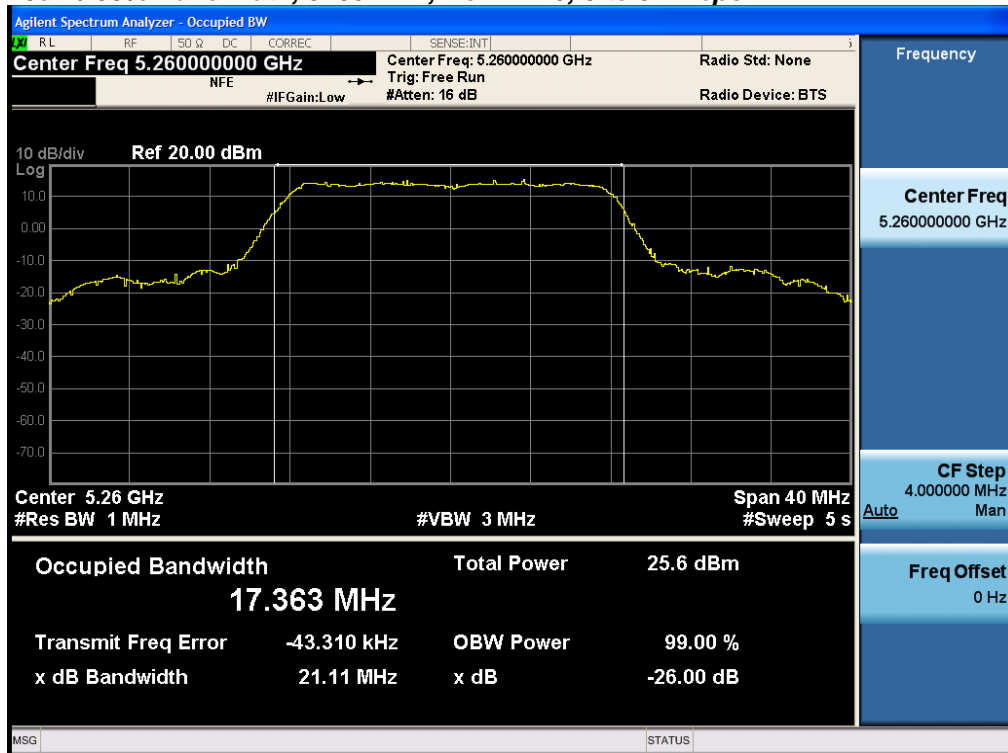 Agilent Spectrum Analyzer - Occupied BW
LXI RL RF 50 Ω DC CORREC SENSE:INT
Center Freq 5.260000000 GHz
NFE
#IFGain:Low
Center Freq: 5.260000000 GHz
Trig: Free Run
#Atten: 16 dB
Radio Std: None
Radio Device: BTS
10 dB/div Ref 20.00 dBm
Log
10.0
0.00
-10.0
-20.0
-30.0
-40.0
-50.0
-60.0
-70.0
Center 5.26 GHz Span 40 MHz
#Res BW 1 MHz #VBW 3 MHz #Sweep 5 s
Occupied Bandwidth Total Power 25.6 dBm
17.363 MHz
Transmit Freq Error -43.310 kHz OBW Power 99.00 %
x dB Bandwidth 21.11 MHz x dB -26.00 dB
MSG STATUS
Frequency
Center Freq
5.260000000 GHz
CF Step
4.000000 MHz
Auto Man
Freq Offset
0 Hz